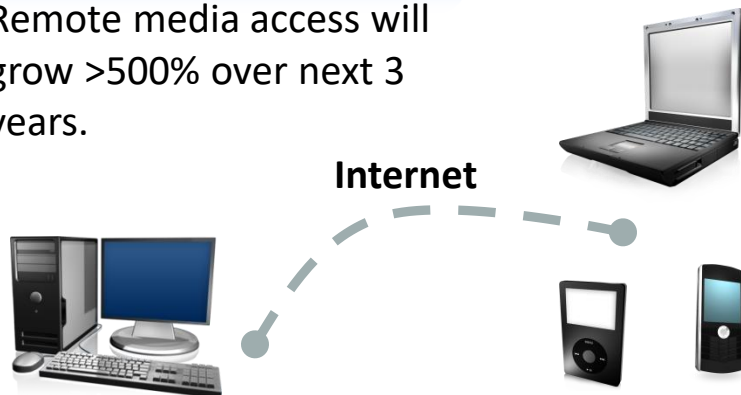 Remote media access will
grow >500% over next 3
years.
Internet